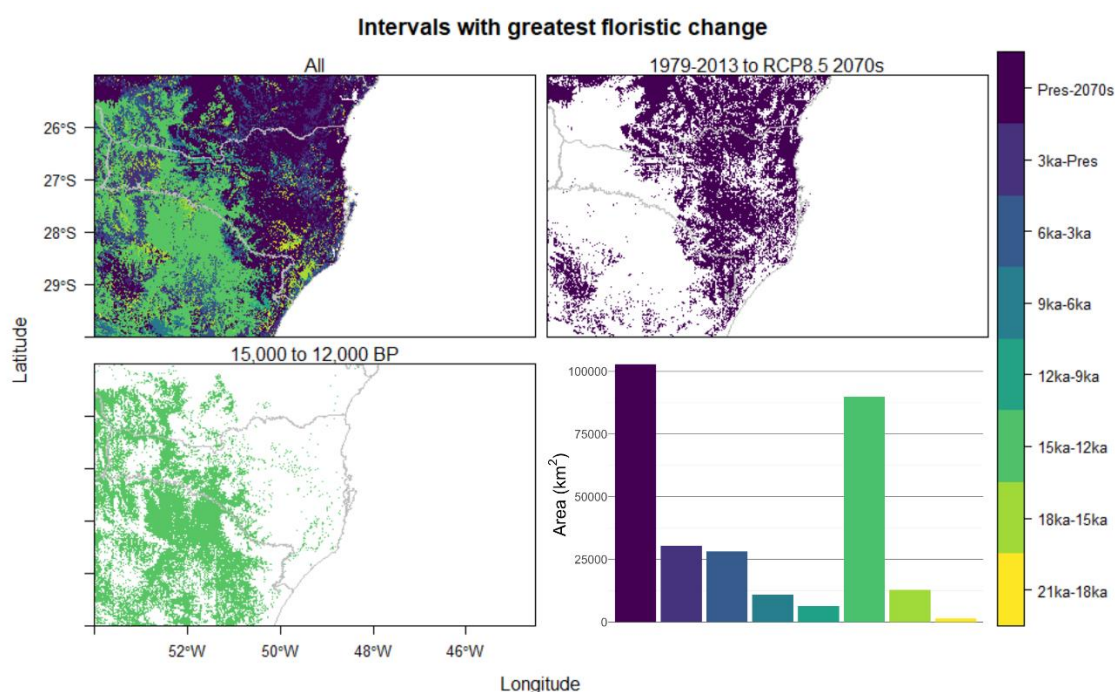 Intervals with greatest floristic change
All
1979-2013 to RCP8.5 2070s
26°S
27°S
28°S
29°S
Latitude
15,000 to 12,000 BP
52°W
50°W
48°W
46°W
Longitude
100000
75000
50000
25000
0
Area (km²)
Pres-2070s
3ka-Pres
6ka-3ka
9ka-6ka
12ka-9ka
15ka-12ka
18ka-15ka
21ka-18ka